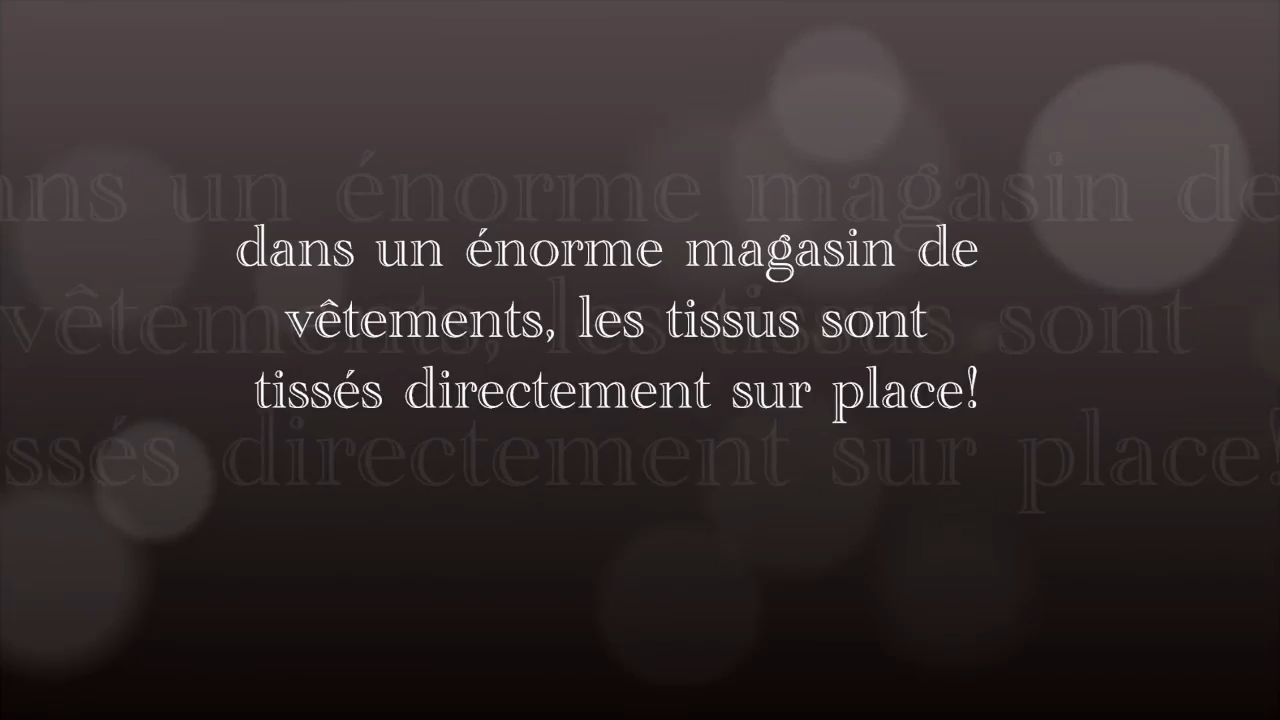 dans un énorme magasin de
vêtements, les tissus sont
tissés directement sur place!